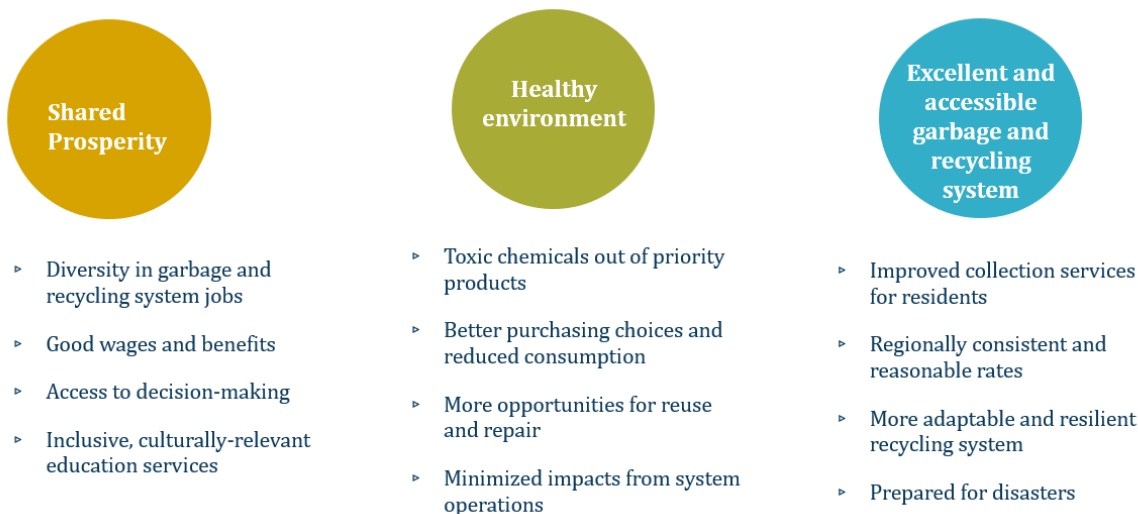 Shared
Prosperity
Diversity in garbage and
recycling system jobs
Good wages and benefits
Access to decision-making
Inclusive, culturally-relevant
education services
Healthy
environment
Toxic chemicals out of priority
products
Better purchasing choices and
reduced consumption
More opportunities for reuse
and repair
Minimized impacts from system
operations
Excellent and
accessible
garbage and
recycling
system
Improved collection services
for residents
Regionally consistent and
reasonable rates
More adaptable and resilient
recycling system
Prepared for disasters